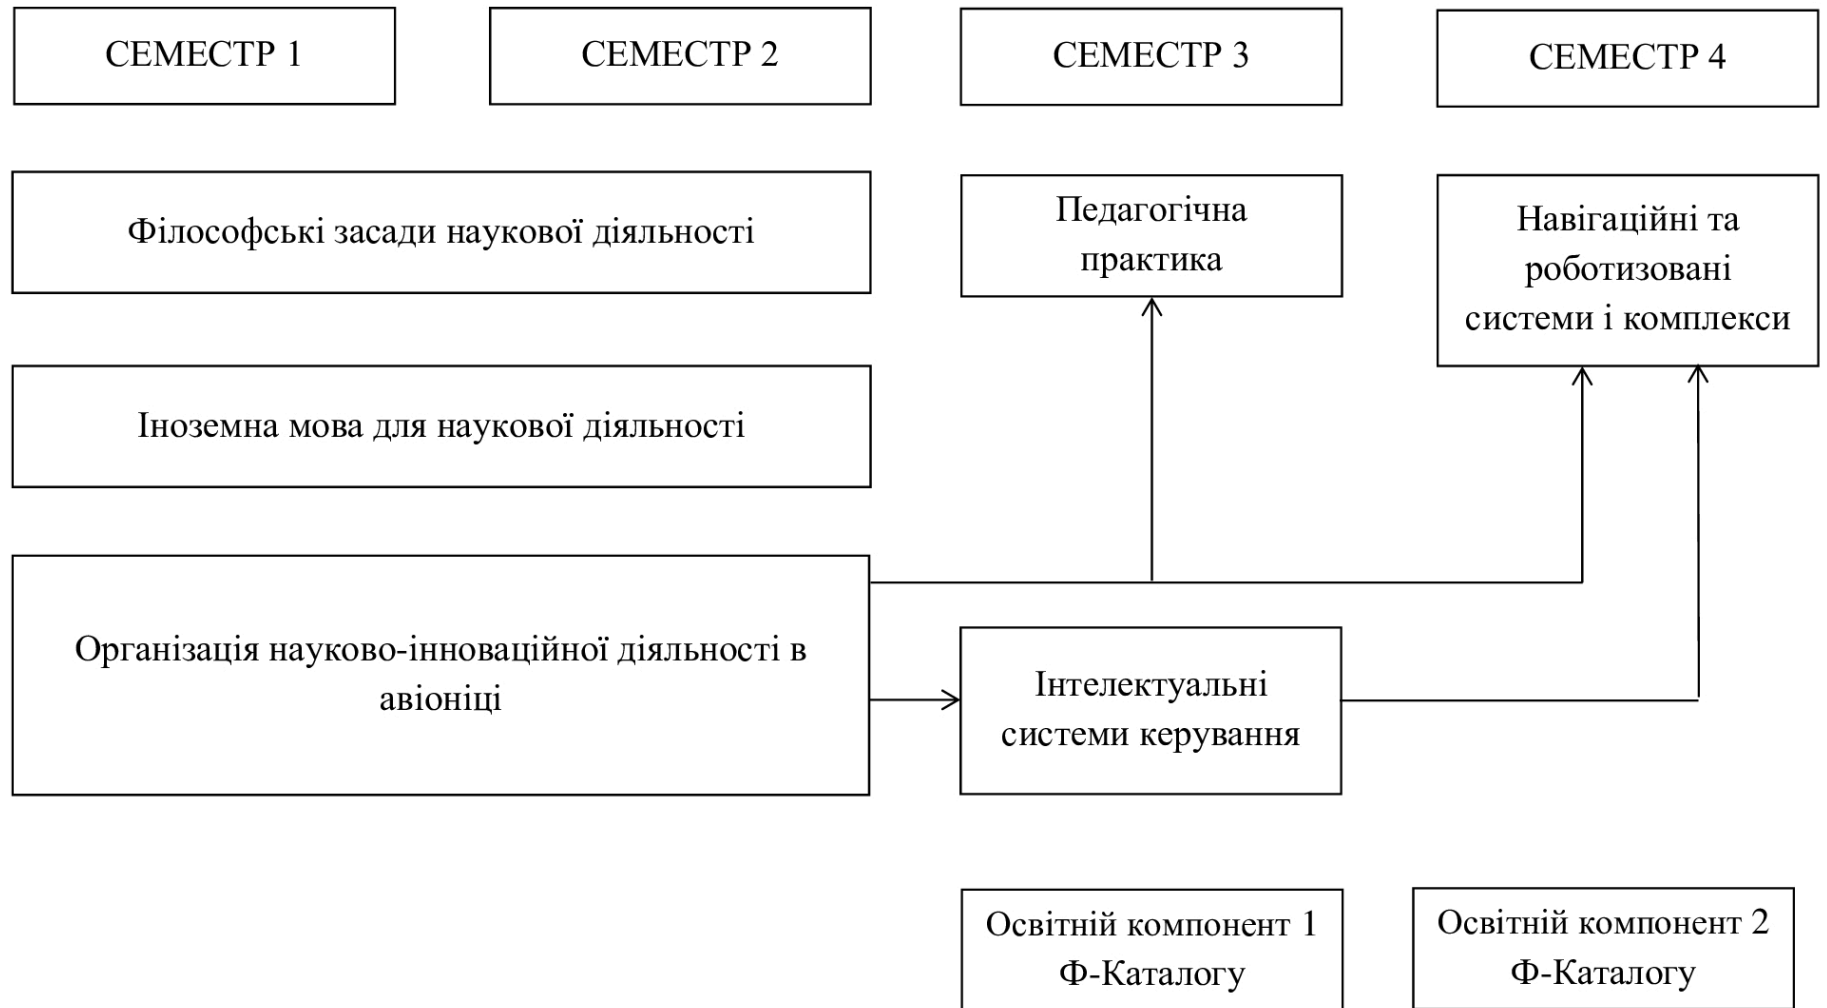 СЕМЕСТР 1
СЕМЕСТР 2
СЕМЕСТР 3
СЕМЕСТР 4
Філософські засади наукової діяльності
Педагогічна
практика
Навігаційні та
роботизовані
системи і комплекси
Іноземна мова для наукової діяльності
Організація науково-інноваційної діяльності в
авіоніці
Інтелектуальні
системи керування
Освітній компонент 1
Ф-Каталогу
Освітній компонент 2
Ф-Каталогу